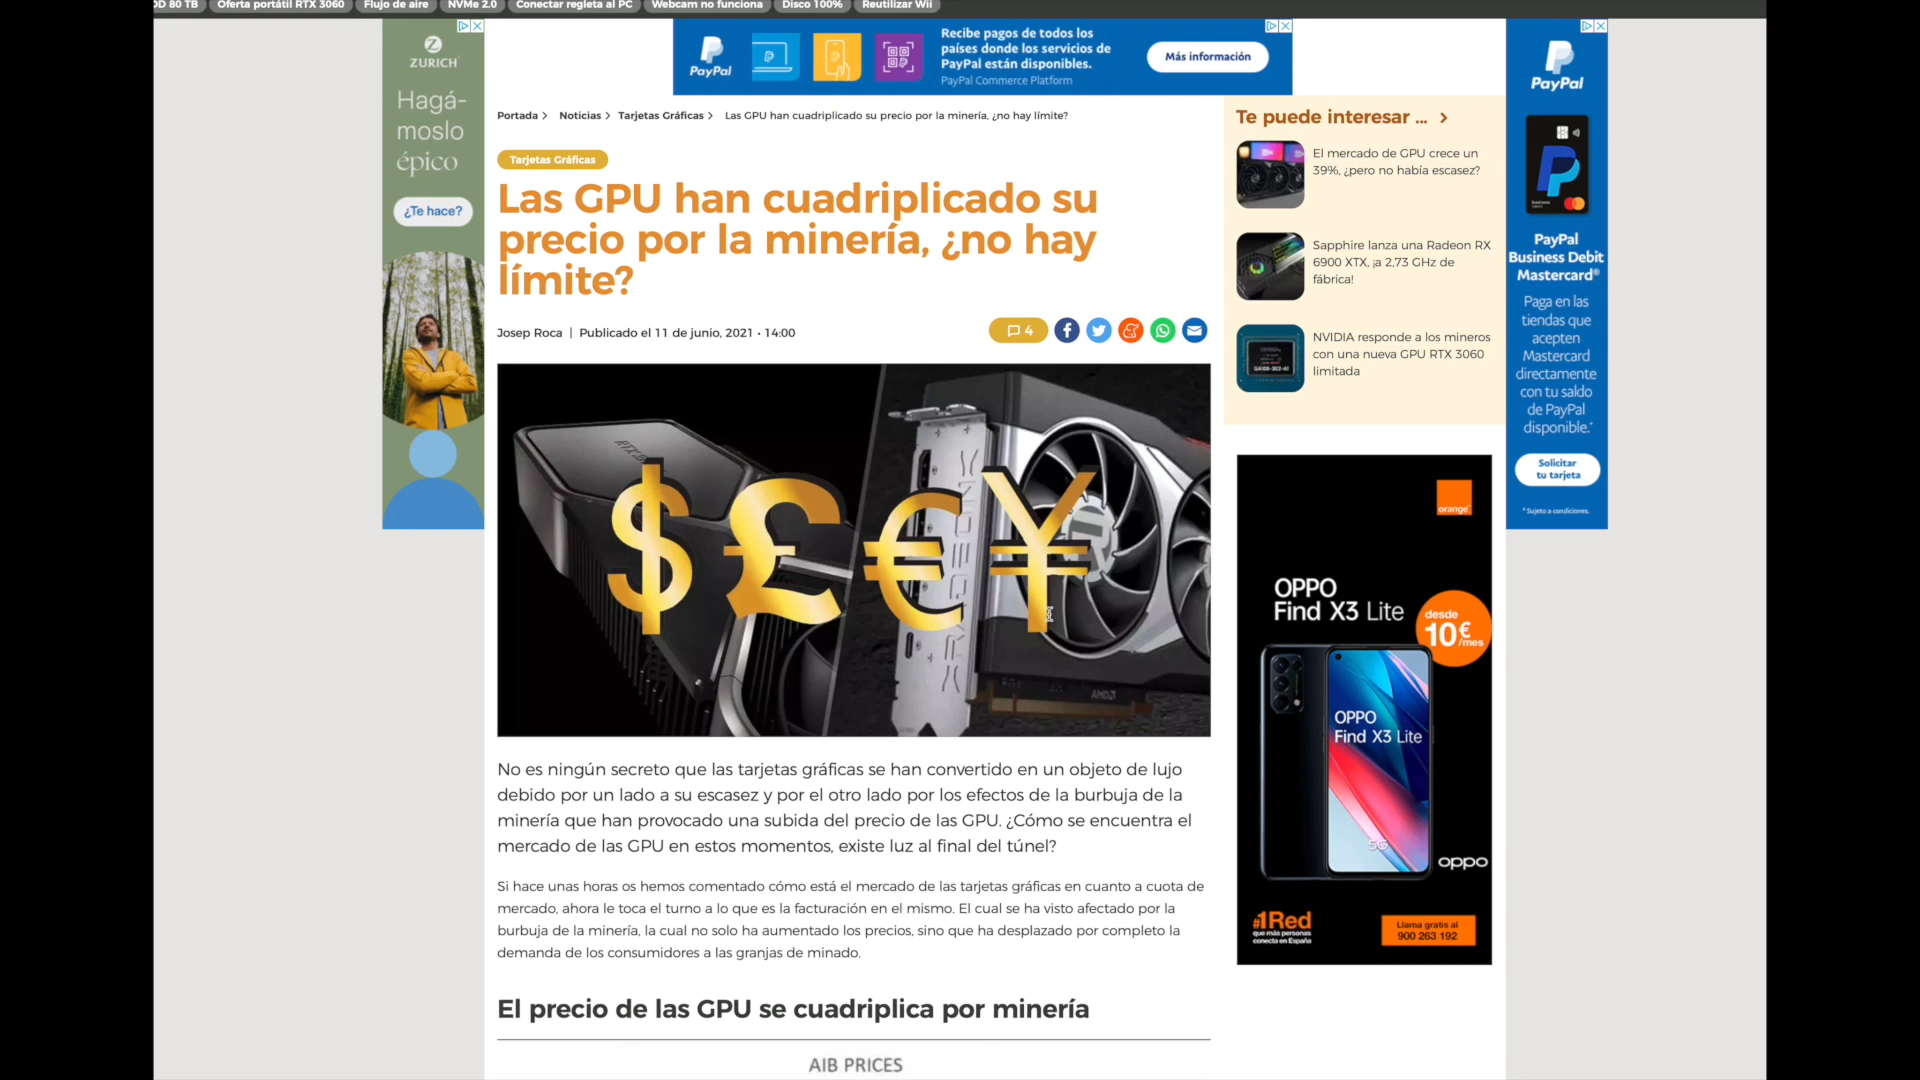 DD 80 TB
Oferta portátil RTX 3060
Flujo de aire
NVMe 2.0
Conectar regleta al PC
Webcam no funciona
Disco 100%
Reutilizar Wii
ZURICH
Hagá-
moslo
épico
¿Te hace?
PayPal
Recibe pagos de todos los
países donde los servicios de
PayPal están disponibles.
PayPal Commerce Platform
Más información
Portada
Noticias
Tarjetas Gráficas
Las GPU han cuadriplicado su precio por la minería, ¿no hay límite?
Tarjetas Gráficas
Las GPU han cuadriplicado su
precio por la minería, ¿no hay
límite?
Josep Roca | Publicado el 11 de junio, 2021 • 14:00
4
$ £ € ¥
RADEON RX
AMD
No es ningún secreto que las tarjetas gráficas se han convertido en un objeto de lujo
debido por un lado a su escasez y por el otro lado por los efectos de la burbuja de la
minería que han provocado una subida del precio de las GPU. ¿Cómo se encuentra el
mercado de las GPU en estos momentos, existe luz al final del túnel?
Si hace unas horas os hemos comentado cómo está el mercado de las tarjetas gráficas en cuanto a cuota de
mercado, ahora le toca el turno a lo que es la facturación en el mismo. El cual se ha visto afectado por la
burbuja de la minería, la cual no solo ha aumentado los precios, sino que ha desplazado por completo la
demanda de los consumidores a las granjas de minado.
El precio de las GPU se cuadriplica por minería
AIB PRICES
Te puede interesar ...
El mercado de GPU crece un
39%, ¿pero no había escasez?
Sapphire lanza una Radeon RX
6900 XTX, ¡a 2,73 GHz de
fábrica!
NVIDIA responde a los mineros
con una nueva GPU RTX 3060
limitada
orange
OPPO
Find X3 Lite
desde
10€
/mes
OPPO
Find X3 Lite
5G
oppo
#1Red
que más personas
conecta en España
Llama gratis al
900 263 192
PayPal
PayPal
Business Debit
Mastercard®
Paga en las
tiendas que
acepten
Mastercard
directamente
con tu saldo
de PayPal
disponible.*
Solicitar
tu tarjeta
* Sujeto a condiciones.